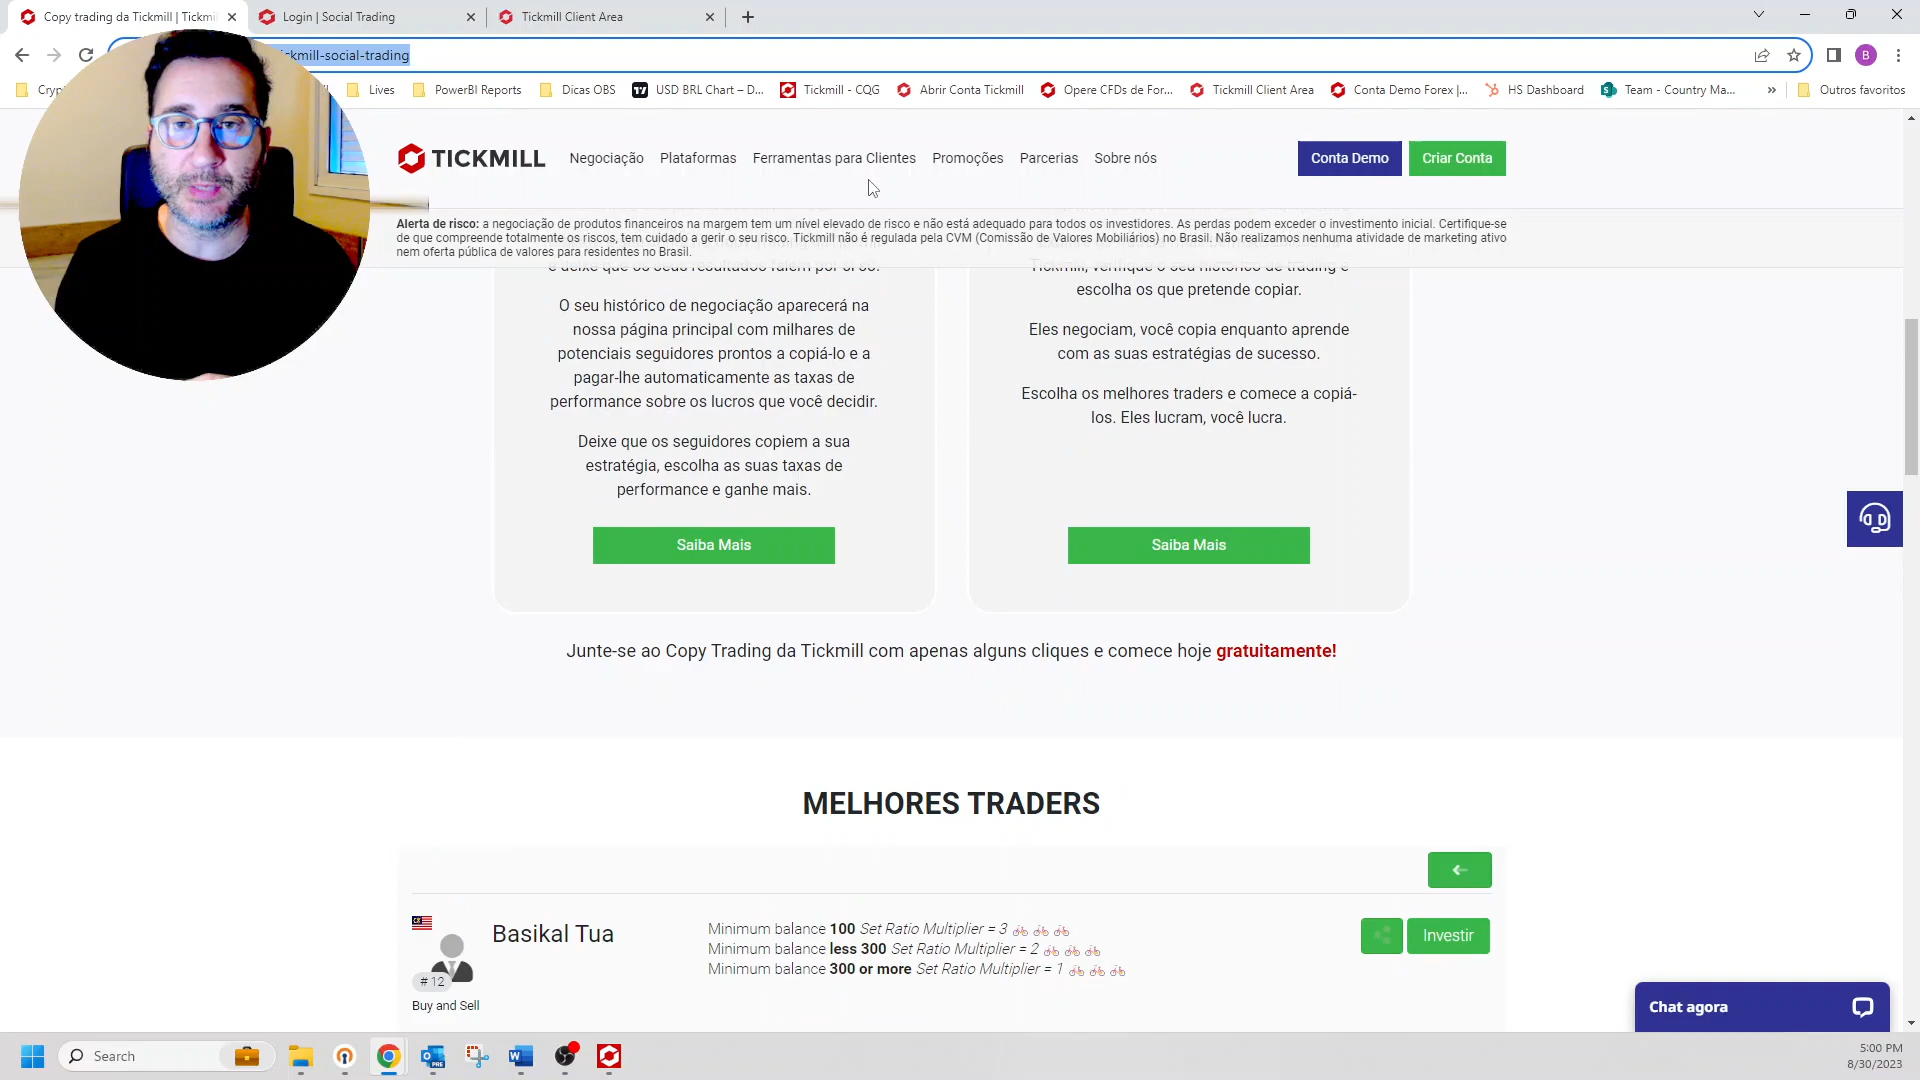 Copy trading da Tickmill | Tickmi
Login | Social Trading
Tickmill Client Area
ckmill-social-trading
B
Lives
PowerBI Reports
Dicas OBS
USD BRL Chart – D...
Tickmill - CQG
Abrir Conta Tickmill
Opere CFDs de For...
Tickmill Client Area
Conta Demo Forex |...
HS Dashboard
Team - Country Ma...
»
Outros favoritos
TICKMILL
Negociação
Plataformas
Ferramentas para Clientes
Promoções
Parcerias
Sobre nós
Conta Demo
Criar Conta
Alerta de risco: a negociação de produtos financeiros na margem tem um nível elevado de risco e não está adequado para todos os investidores. As perdas podem exceder o investimento inicial. Certifique-se
de que compreende totalmente os riscos, tem cuidado a gerir o seu risco. Tickmill não é regulada pela CVM (Comissão de Valores Mobiliários) no Brasil. Não realizamos nenhuma atividade de marketing ativo
nem oferta pública de valores para residentes no Brasil.
e deixe que os seus resultados falem por si só.
O seu histórico de negociação aparecerá na
nossa página principal com milhares de
potenciais seguidores prontos a copiá-lo e a
pagar-lhe automaticamente as taxas de
performance sobre os lucros que você decidir.
Deixe que os seguidores copiem a sua
estratégia, escolha as suas taxas de
performance e ganhe mais.
Saiba Mais
Tickmill, verifique o seu histórico de trading e
escolha os que pretende copiar.
Eles negociam, você copia enquanto aprende
com as suas estratégias de sucesso.
Escolha os melhores traders e comece a copiá-
los. Eles lucram, você lucra.
Saiba Mais
Junte-se ao Copy Trading da Tickmill com apenas alguns cliques e comece hoje gratuitamente!
MELHORES TRADERS
Basikal Tua
# 12
Buy and Sell
Minimum balance 100 Set Ratio Multiplier = 3
Minimum balance less 300 Set Ratio Multiplier = 2
Minimum balance 300 or more Set Ratio Multiplier = 1
Investir
Chat agora
Search
5:00 PM
8/30/2023